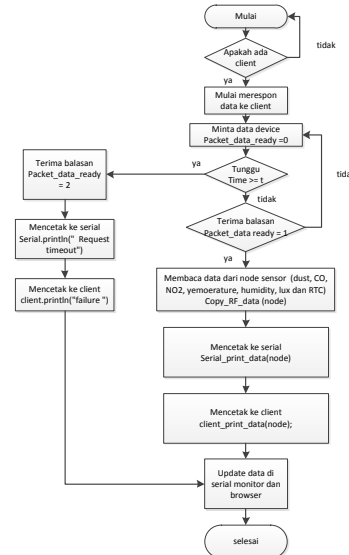 Mulai
tidak
Apakah ada
client
ya
Mulai merespon
data ke client
Minta data device
Packet_data_ready =0
ya
Tunggu
Time >= t
tida
tidak
Terima balasan
Packet_data_ready
= 2
Terima balasan
Packet_data ready = 1
ya
Mencetak ke serial
Serial.println(" Request
timeout")
Mencetak ke client
client.println("failure ")
Membaca data dari node sensor (dust, CO,
NO2, yemoerature, humidity, lux dan RTC)
Copy_RF_data (node)
Mencetak ke serial
Serial_print_data(node)
Mencetak ke client
client_print_data(node);
Update data di
serial monitor dan
browser
selesai